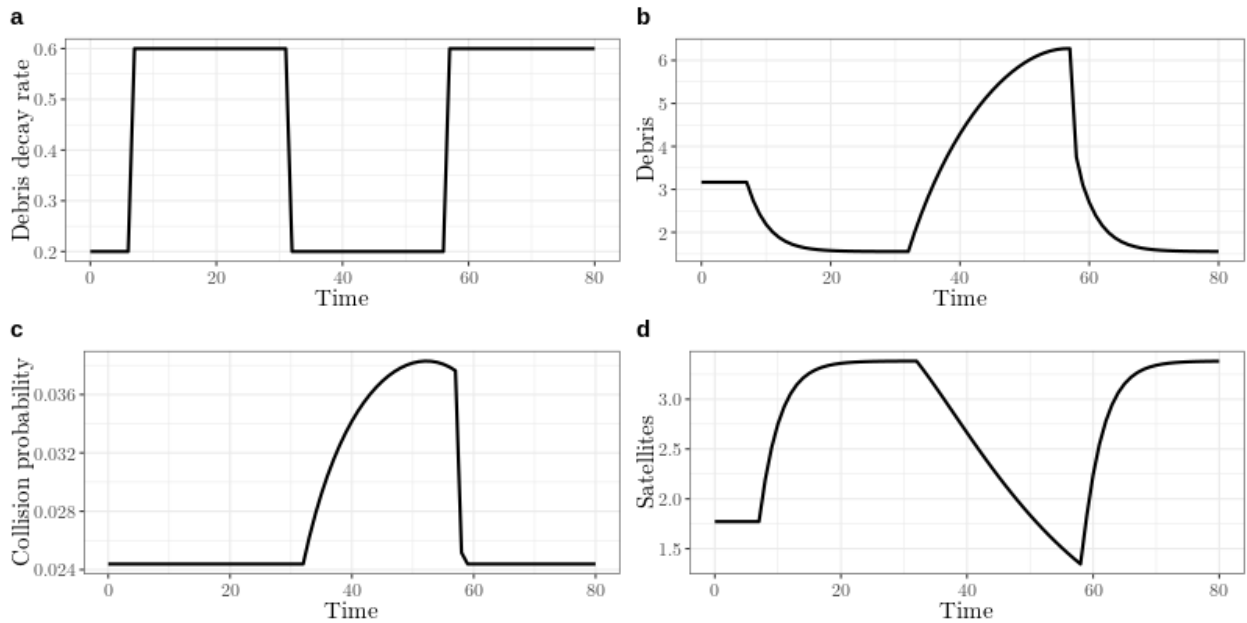 a
Debris decay rate
0.6
0.5
0.4
0.3
0.2
0 20 40 60 80
Time
b
Debris
6
5
4
3
2
0 20 40 60 80
Time
c
Collision probability
0.036
0.032
0.028
0.024
0 20 40 60 80
Time
d
Satellites
3.0
2.5
2.0
1.5
0 20 40 60 80
Time